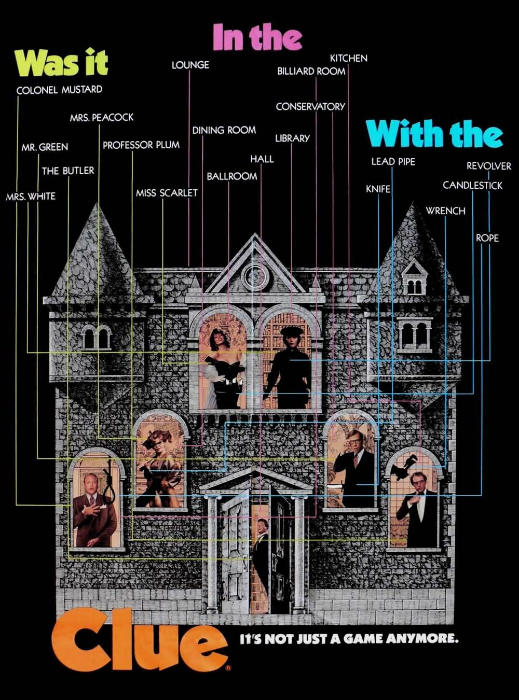 In the
Was it
With the
COLONEL MUSTARD
MRS. PEACOCK
MR. GREEN
PROFESSOR PLUM
THE BUTLER
MRS. WHITE
MISS SCARLET
LOUNGE
KITCHEN
BILLIARD ROOM
CONSERVATORY
DINING ROOM
LIBRARY
HALL
BALLROOM
LEAD PIPE
REVOLVER
KNIFE
CANDLESTICK
WRENCH
ROPE
Clue®
IT'S NOT JUST A GAME ANYMORE.